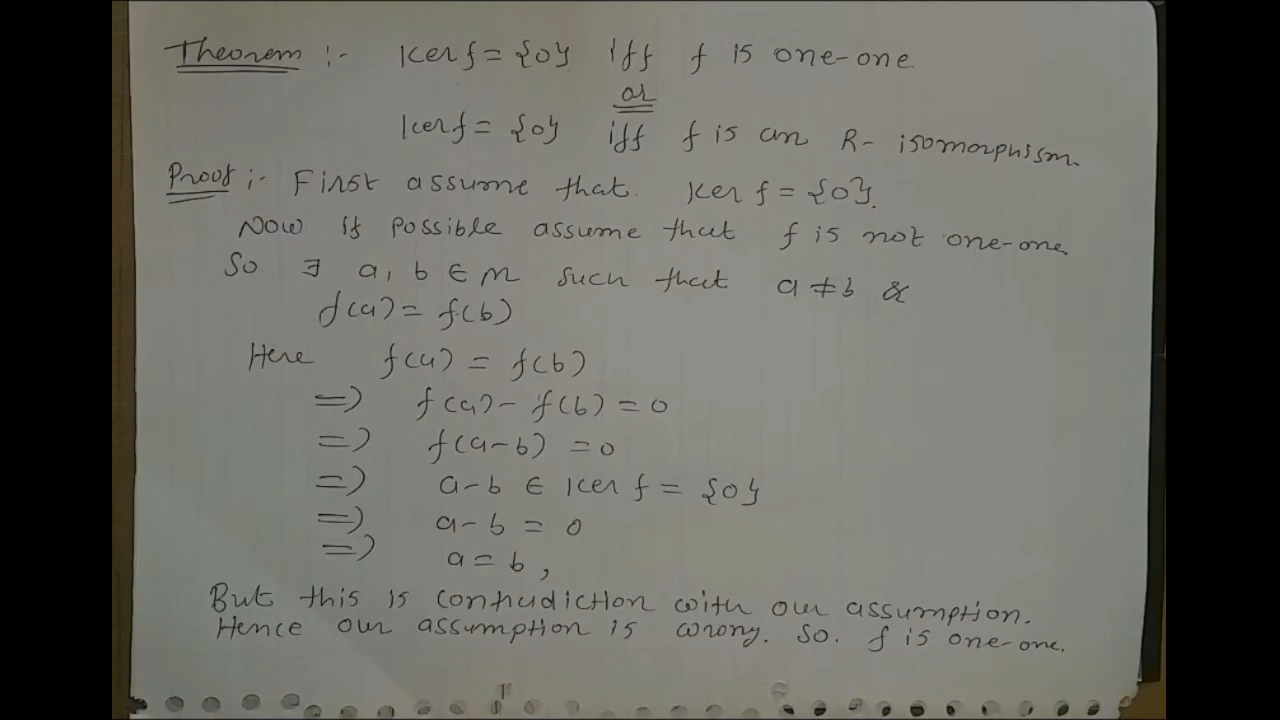 Theorem :- Ker f = {0} iff f is one-one.
or
Ker f = {0} iff f is an R- isomorphism.
Proof :- First assume that. Ker f = {0}.
Now if possible assume that f is not one-one.
So ∃ a, b ∈ M such that a ≠ b &
f(a) = f(b)
Here f(a) = f(b)
=> f(a) - f(b) = 0
=> f(a-b) = 0
=> a-b ∈ Ker f = {0}
=> a-b = 0
=> a = b,
But this is contradiction with our assumption.
Hence our assumption is wrong. So. f is one-one.